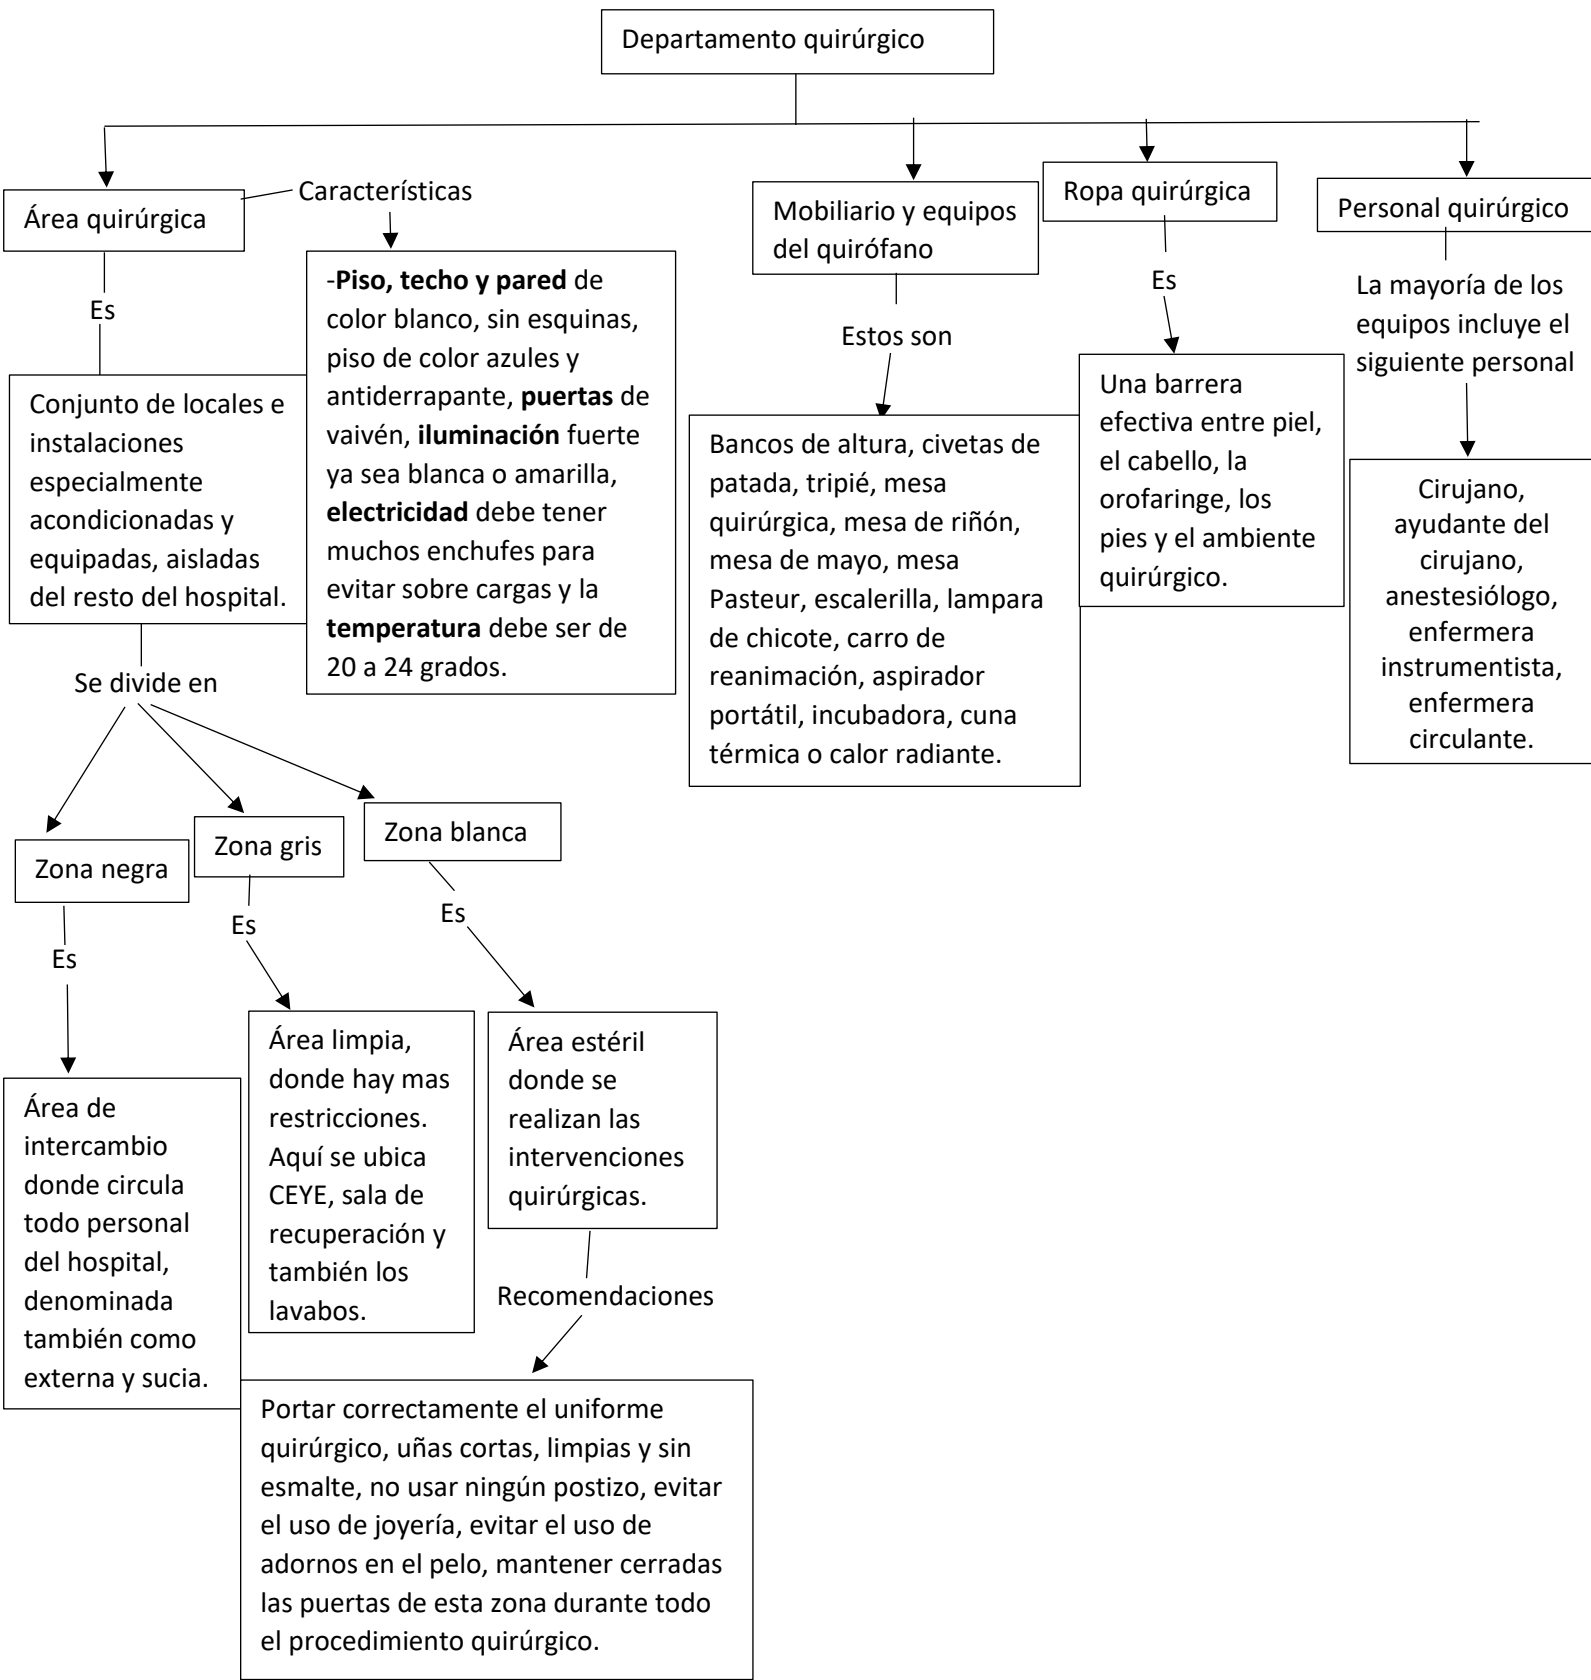 Departamento quirúrgico
Área quirúrgica
Características
Mobiliario y equipos
del quirófano
Ropa quirúrgica
Personal quirúrgico
Es
Conjunto de locales e
instalaciones
especialmente
acondicionadas y
equipadas, aisladas
del resto del hospital.
-Piso, techo y pared de
color blanco, sin esquinas,
piso de color azules y
antiderrapante, puertas de
vaivén, iluminación fuerte
ya sea blanca o amarilla,
electricidad debe tener
muchos enchufes para
evitar sobre cargas y la
temperatura debe ser de
20 a 24 grados.
Estos son
Bancos de altura, civetas de
patada, tripié, mesa
quirúrgica, mesa de riñón,
mesa de mayo, mesa
Pasteur, escalerilla, lampara
de chicote, carro de
reanimación, aspirador
portátil, incubadora, cuna
térmica o calor radiante.
Es
Una barrera
efectiva entre piel,
el cabello, la
orofaringe, los
pies y el ambiente
quirúrgico.
La mayoría de los
equipos incluye el
siguiente personal
Cirujano,
ayudante del
cirujano,
anestesiólogo,
enfermera
instrumentista,
enfermera
circulante.
Se divide en
Zona negra
Zona gris
Zona blanca
Es
Es
Es
Área de
intercambio
donde circula
todo personal
del hospital,
denominada
también como
externa y sucia.
Área limpia,
donde hay mas
restricciones.
Aquí se ubica
CEYE, sala de
recuperación y
también los
lavabos.
Área estéril
donde se
realizan las
intervenciones
quirúrgicas.
Recomendaciones
Portar correctamente el uniforme
quirúrgico, uñas cortas, limpias y sin
esmalte, no usar ningún postizo, evitar
el uso de joyería, evitar el uso de
adornos en el pelo, mantener cerradas
las puertas de esta zona durante todo
el procedimiento quirúrgico.